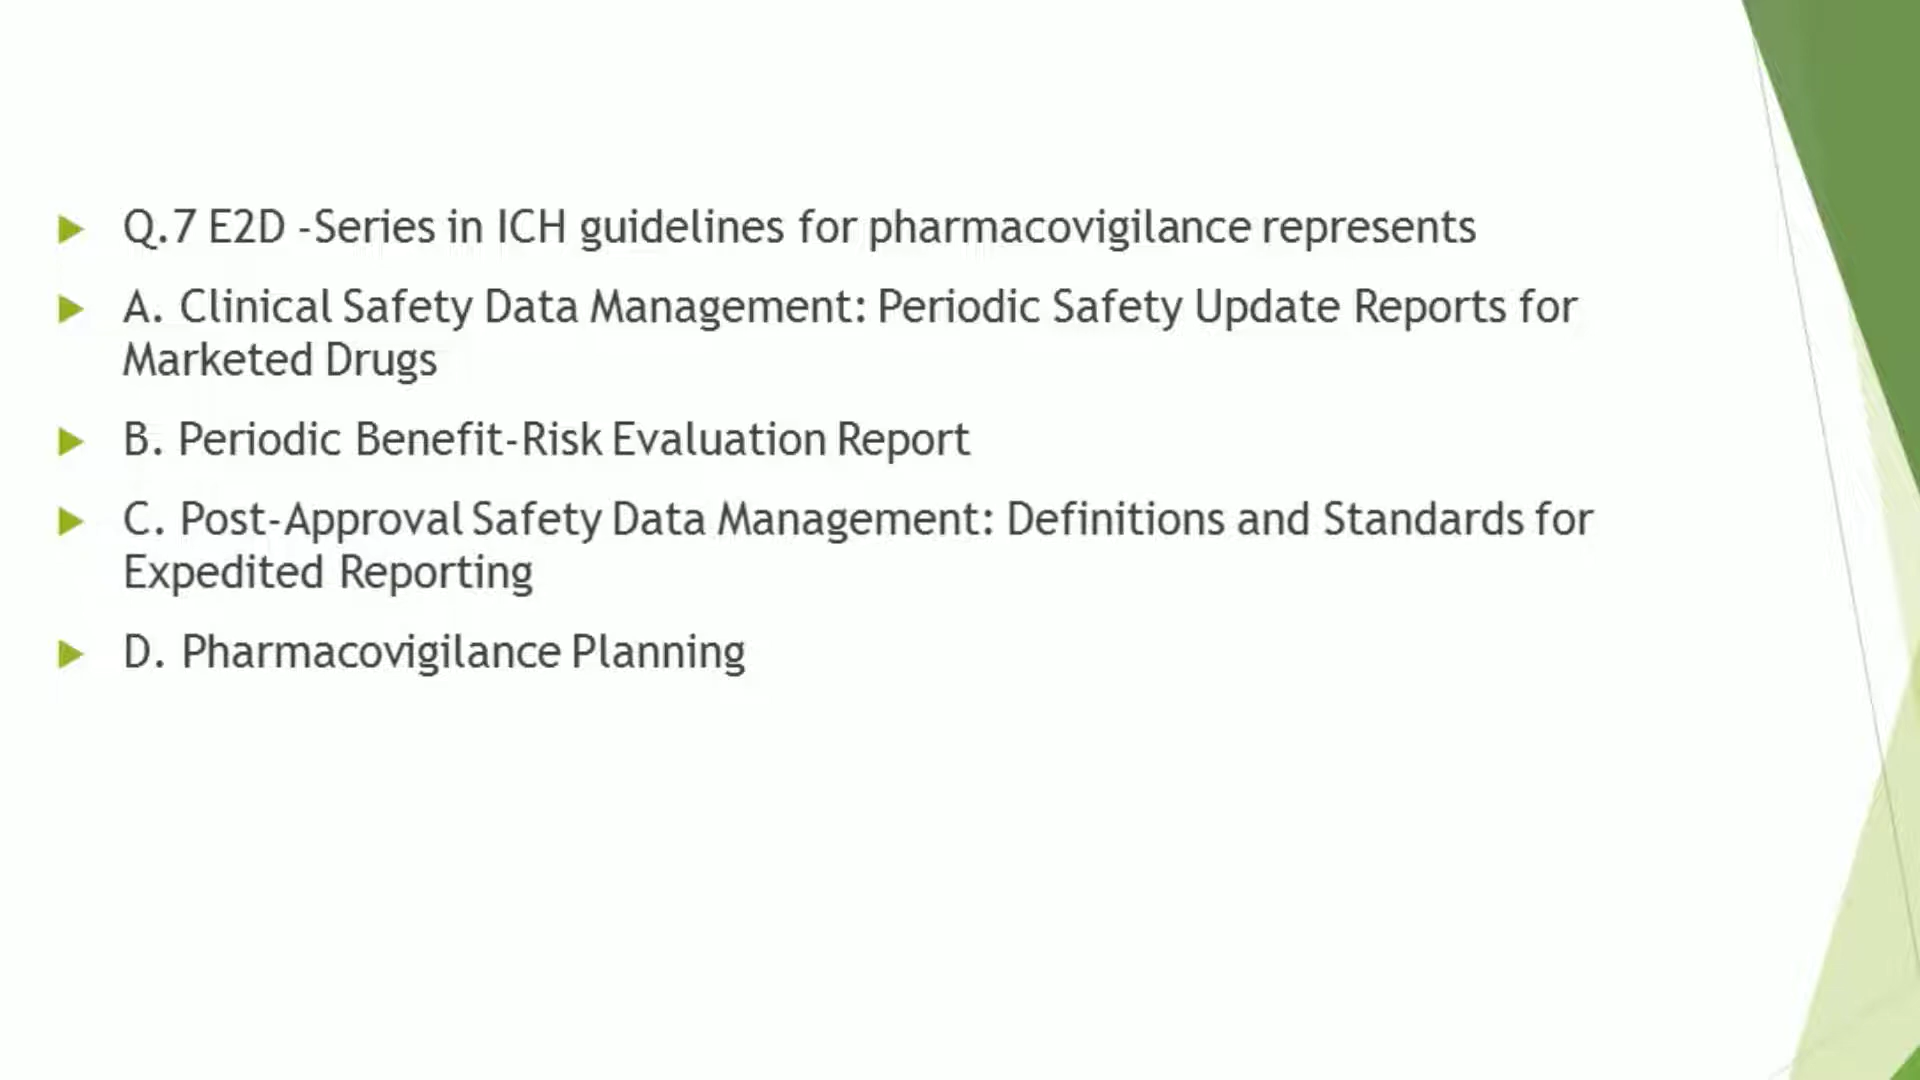 Q.7 E2D -Series in ICH guidelines for pharmacovigilance represents
A. Clinical Safety Data Management: Periodic Safety Update Reports for
Marketed Drugs
B. Periodic Benefit-Risk Evaluation Report
C. Post-Approval Safety Data Management: Definitions and Standards for
Expedited Reporting
D. Pharmacovigilance Planning